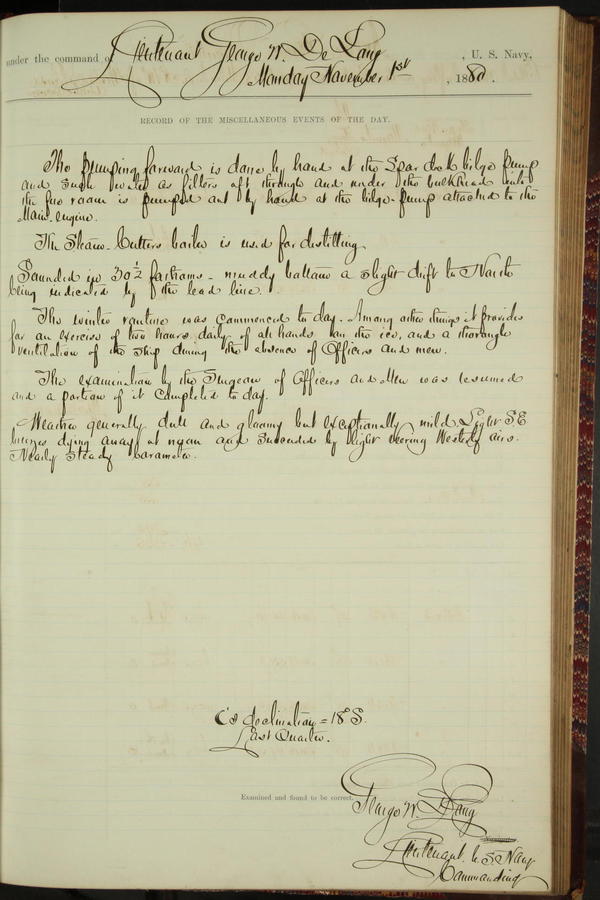 under the command of Lieutenant George W. De Long, U. S. Navy,
Monday November 1st, 1880.
RECORD OF THE MISCELLANEOUS EVENTS OF THE DAY.
The pumping forward is done by hand at the Spar deck bilge pump
and such water as filters aft through and under the bulkhead into
the fire room is pumped out by hand at the bilge-pump attached to the
Main engine.
The Steam-Cutters boiler is used for distilling.
Sounded in 30 1/2 fathoms - muddy bottom a slight drift to North
being indicated by the lead line.
The winter routine was commenced to day. Among other things it provides
for an exercise of two hours daily of all hands on the ice, and a thorough
ventilation of the ship during the absence of Officers and men.
The examination by the Surgeon of Officers and Men was resumed
and a portion of it completed to day.
Weather generally dull and gloomy but exceptionally mild. Light S.E.
breezes dying away at noon and succeeded by light veering Westerly airs.
Nearly steady barometer.
☾'s declination = 18° S.
Last Quarter.
Examined and found to be correct.
George W. De Long
Lieutenant U.S. Navy
Commanding